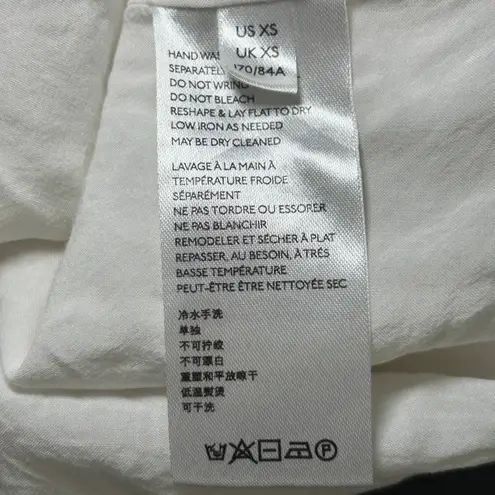 US XS
UK XS
170/84A
HAND WAS
SEPARATEL
DO NOT WRING
DO NOT BLEACH
RESHAPE & LAY FLAT TO DRY
LOW IRON AS NEEDED
MAY BE DRY CLEANED
LAVAGE À LA MAIN À
TEMPÉRATURE FROIDE
SÉPARÉMENT
NE PAS TORDRE OU ESSORER
NE PAS BLANCHIR
REMODELER ET SÉCHER À PLAT
REPASSER, AU BESOIN, À TRÈS
BASSE TEMPÉRATURE
PEUT-ÊTRE ÊTRE NETTOYÉE SEC
冷水手洗
单独
不可拧绞
不可漂白
重塑和平放晾干
低温熨烫
可干洗
P